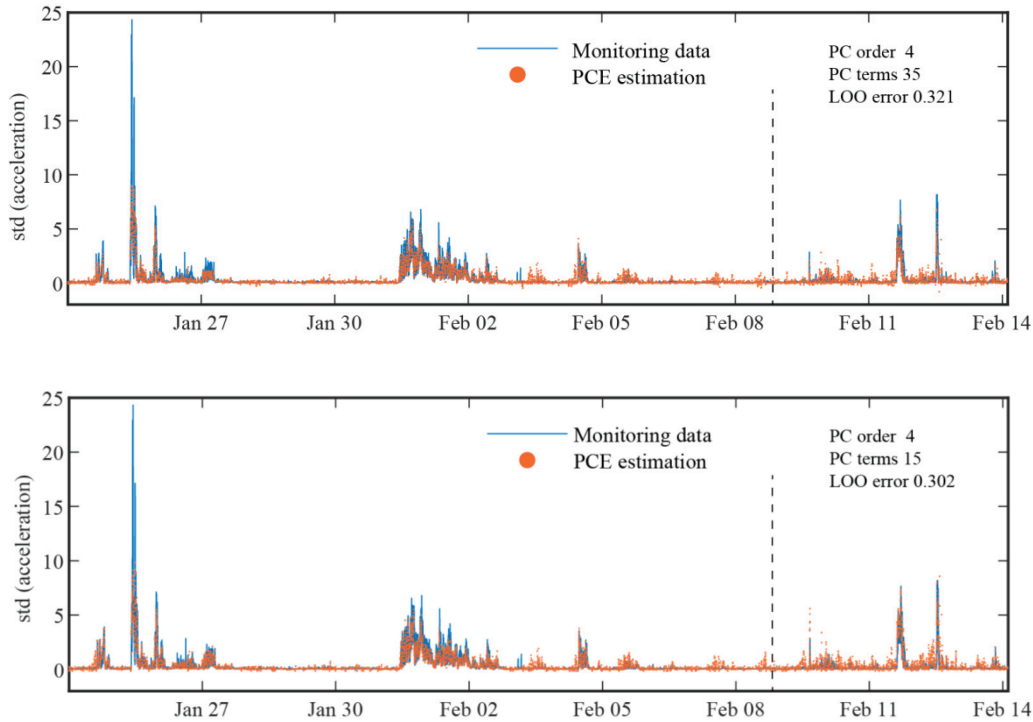 25
20
15
10
5
0
std (acceleration)
Monitoring data
PCE estimation
PC order 4
PC terms 35
LOO error 0.321
Jan 27
Jan 30
Feb 02
Feb 05
Feb 08
Feb 11
Feb 14
25
20
15
10
5
0
std (acceleration)
Monitoring data
PCE estimation
PC order 4
PC terms 15
LOO error 0.302
Jan 27
Jan 30
Feb 02
Feb 05
Feb 08
Feb 11
Feb 14